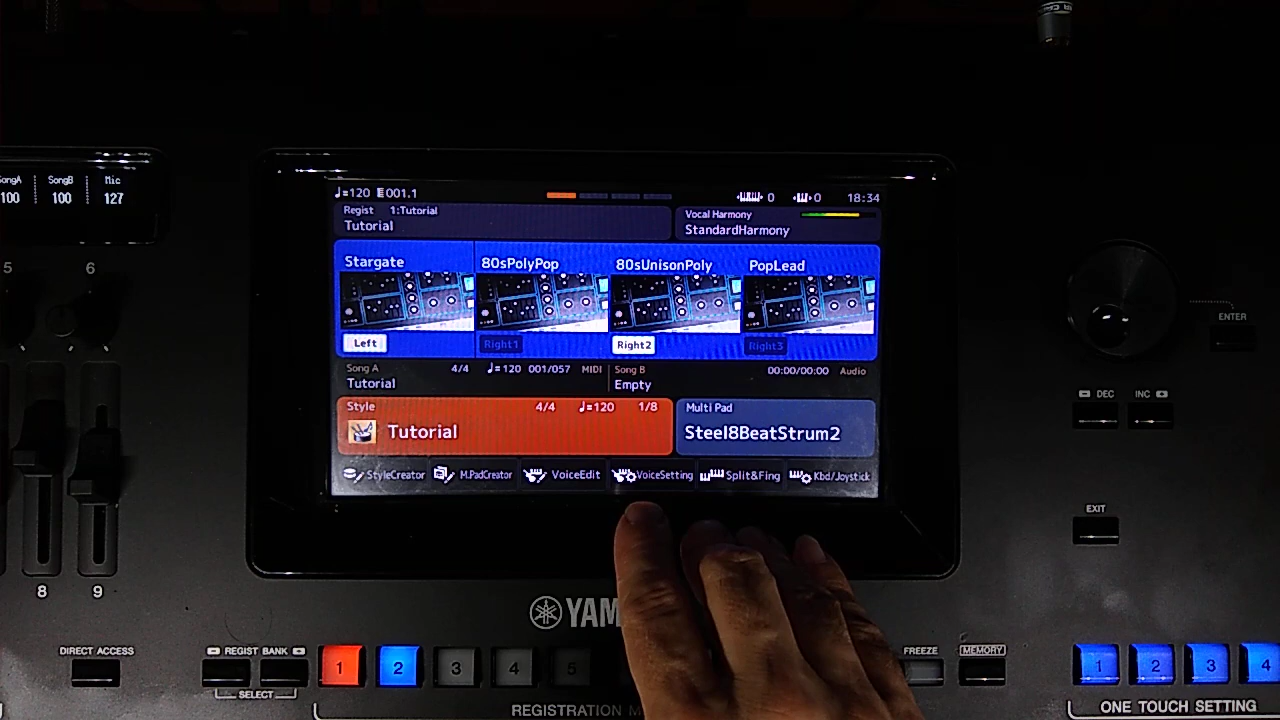 SongA SongB Mic
100 100 127
5 6
8 9
♩=120 001.1 0 0 18:34
Regist 1:Tutorial
Tutorial
Vocal Harmony
StandardHarmony
Stargate 80sPolyPop 80sUnisonPoly PopLead
Left Right1 Right2 Right3
Song A 4/4 ♩=120 001/057 MIDI
Tutorial
Song B 00:00/00:00 Audio
Empty
Style 4/4 ♩=120 1/8
Tutorial
Multi Pad
Steel8BeatStrum2
StyleCreator M.PadCreator VoiceEdit VoiceSetting Split&Fing Kbd/Joystick
ENTER
DEC INC
EXIT
YAM
DIRECT ACCESS
REGIST BANK
SELECT
1 2 3 4 5
REGISTRATION M
FREEZE
MEMORY
1 2 3 4
ONE TOUCH SETTING